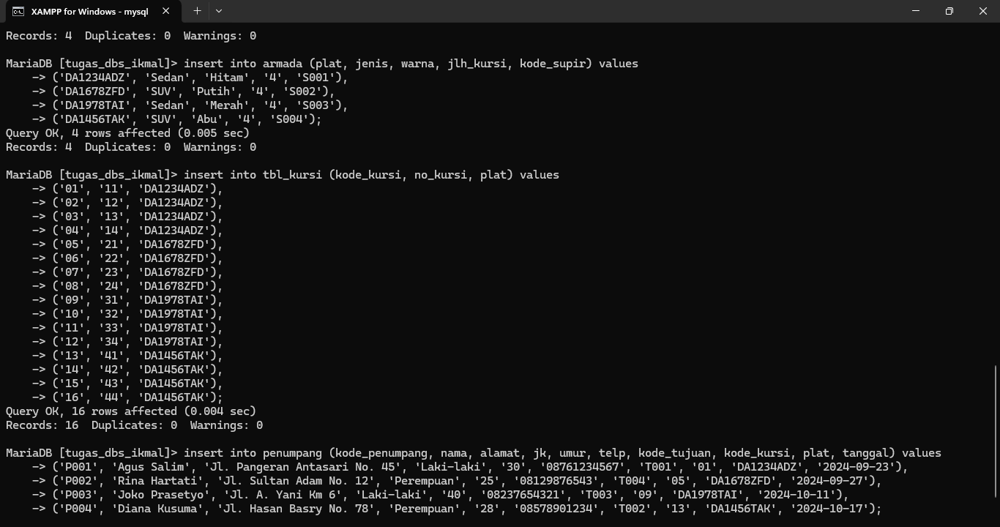 XAMPP for Windows - mysql
Records: 4  Duplicates: 0  Warnings: 0
MariaDB [tugas_dbs_ikmal]> insert into armada (plat, jenis, warna, jlh_kursi, kode_supir) values
    -> ('DA1234ADZ', 'Sedan', 'Hitam', '4', 'S001'),
    -> ('DA1678ZFD', 'SUV', 'Putih', '4', 'S002'),
    -> ('DA1978TAI', 'Sedan', 'Merah', '4', 'S003'),
    -> ('DA1456TAK', 'SUV', 'Abu', '4', 'S004');
Query OK, 4 rows affected (0.005 sec)
Records: 4  Duplicates: 0  Warnings: 0
MariaDB [tugas_dbs_ikmal]> insert into tbl_kursi (kode_kursi, no_kursi, plat) values
    -> ('01', '11', 'DA1234ADZ'),
    -> ('02', '12', 'DA1234ADZ'),
    -> ('03', '13', 'DA1234ADZ'),
    -> ('04', '14', 'DA1234ADZ'),
    -> ('05', '21', 'DA1678ZFD'),
    -> ('06', '22', 'DA1678ZFD'),
    -> ('07', '23', 'DA1678ZFD'),
    -> ('08', '24', 'DA1678ZFD'),
    -> ('09', '31', 'DA1978TAI'),
    -> ('10', '32', 'DA1978TAI'),
    -> ('11', '33', 'DA1978TAI'),
    -> ('12', '34', 'DA1978TAI'),
    -> ('13', '41', 'DA1456TAK'),
    -> ('14', '42', 'DA1456TAK'),
    -> ('15', '43', 'DA1456TAK'),
    -> ('16', '44', 'DA1456TAK');
Query OK, 16 rows affected (0.004 sec)
Records: 16  Duplicates: 0  Warnings: 0
MariaDB [tugas_dbs_ikmal]> insert into penumpang (kode_penumpang, nama, alamat, jk, umur, telp, kode_tujuan, kode_kursi, plat, tanggal) values
    -> ('P001', 'Agus Salim', 'Jl. Pangeran Antasari No. 45', 'Laki-laki', '30', '08761234567', 'T001', '01', 'DA1234ADZ', '2024-09-23'),
    -> ('P002', 'Rina Hartati', 'Jl. Sultan Adam No. 12', 'Perempuan', '25', '08129876543', 'T004', '05', 'DA1678ZFD', '2024-09-27'),
    -> ('P003', 'Joko Prasetyo', 'Jl. A. Yani Km 6', 'Laki-laki', '40', '08237654321', 'T003', '09', 'DA1978TAI', '2024-10-11'),
    -> ('P004', 'Diana Kusuma', 'Jl. Hasan Basry No. 78', 'Perempuan', '28', '08578901234', 'T002', '13', 'DA1456TAK', '2024-10-17');